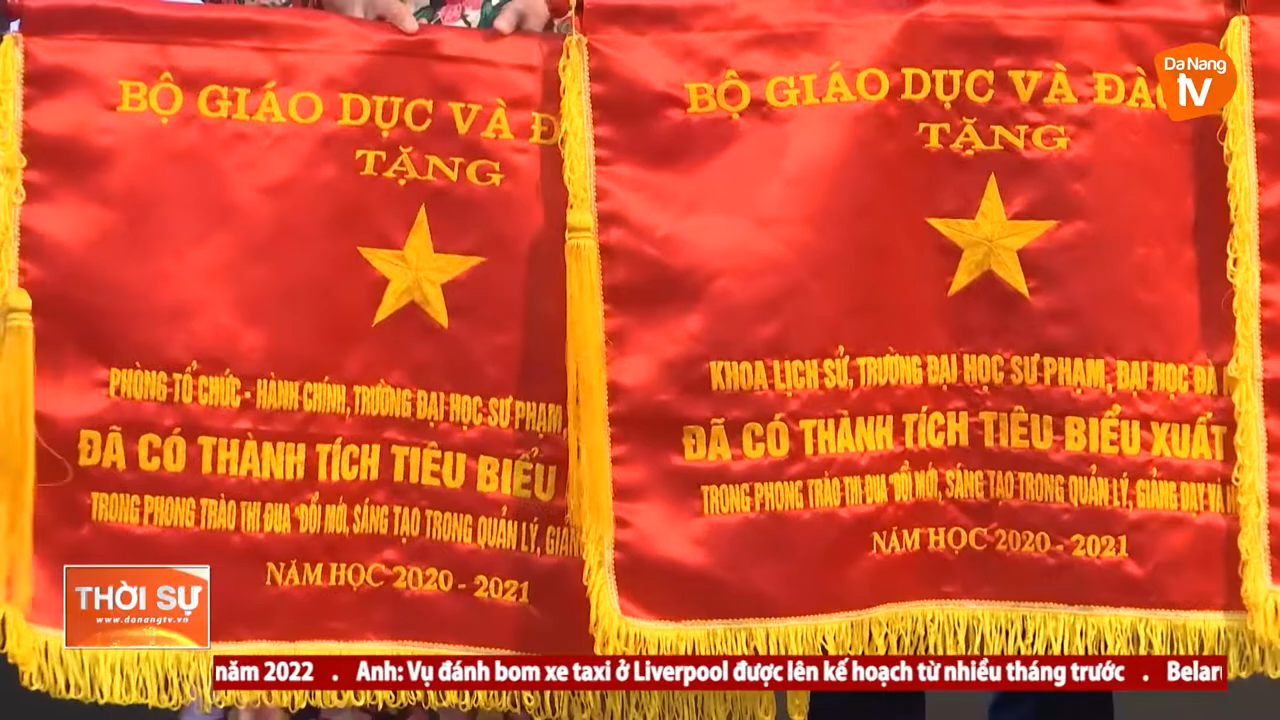 BỘ GIÁO DỤC VÀ Đ
TẶNG
PHÒNG TỔ CHỨC - HÀNH CHÍNH, TRƯỜNG ĐẠI HỌC SƯ PHẠM,
ĐÃ CÓ THÀNH TÍCH TIÊU BIỂU
TRONG PHONG TRÀO THI ĐUA "ĐỔI MỚI, SÁNG TẠO TRONG QUẢN LÝ, GIẢN
NĂM HỌC 2020 - 2021
BỘ GIÁO DỤC VÀ ĐÀO
TẶNG
KHOA LỊCH SỬ, TRƯỜNG ĐẠI HỌC SƯ PHẠM, ĐẠI HỌC ĐÀ
ĐÃ CÓ THÀNH TÍCH TIÊU BIỂU XUẤT
TRONG PHONG TRÀO THI ĐUA "ĐỔI MỚI, SÁNG TẠO TRONG QUẢN LÝ, GIẢNG DẠY VÀ
NĂM HỌC 2020 - 2021
Da Nang
tv
THỜI SỰ
www.danangtv.vn
năm 2022 . Anh: Vụ đánh bom xe taxi ở Liverpool được lên kế hoạch từ nhiều tháng trước . Belaru